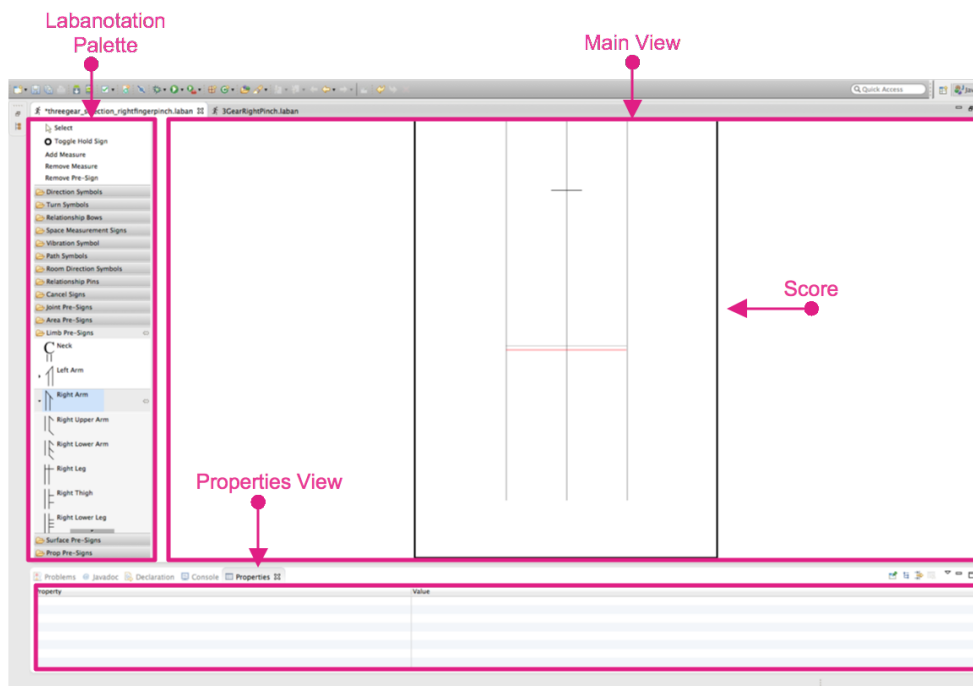 Labanotation
Palette
Main View
Quick Access
*threegear_selection_rightfingerpinch.laban
3GearRightPinch.laban
Select
Toggle Hold Sign
Add Measure
Remove Measure
Remove Pre-Sign
Direction Symbols
Turn Symbols
Relationship Bows
Space Measurement Signs
Vibration Symbol
Path Symbols
Room Direction Symbols
Relationship Pins
Cancel Signs
Joint Pre-Signs
Area Pre-Signs
Limb Pre-Signs
Neck
Left Arm
Right Arm
Right Upper Arm
Right Lower Arm
Right Leg
Right Thigh
Right Lower Leg
Surface Pre-Signs
Prop Pre-Signs
Score
Properties View
Problems Javadoc Declaration Console Properties
Property Value